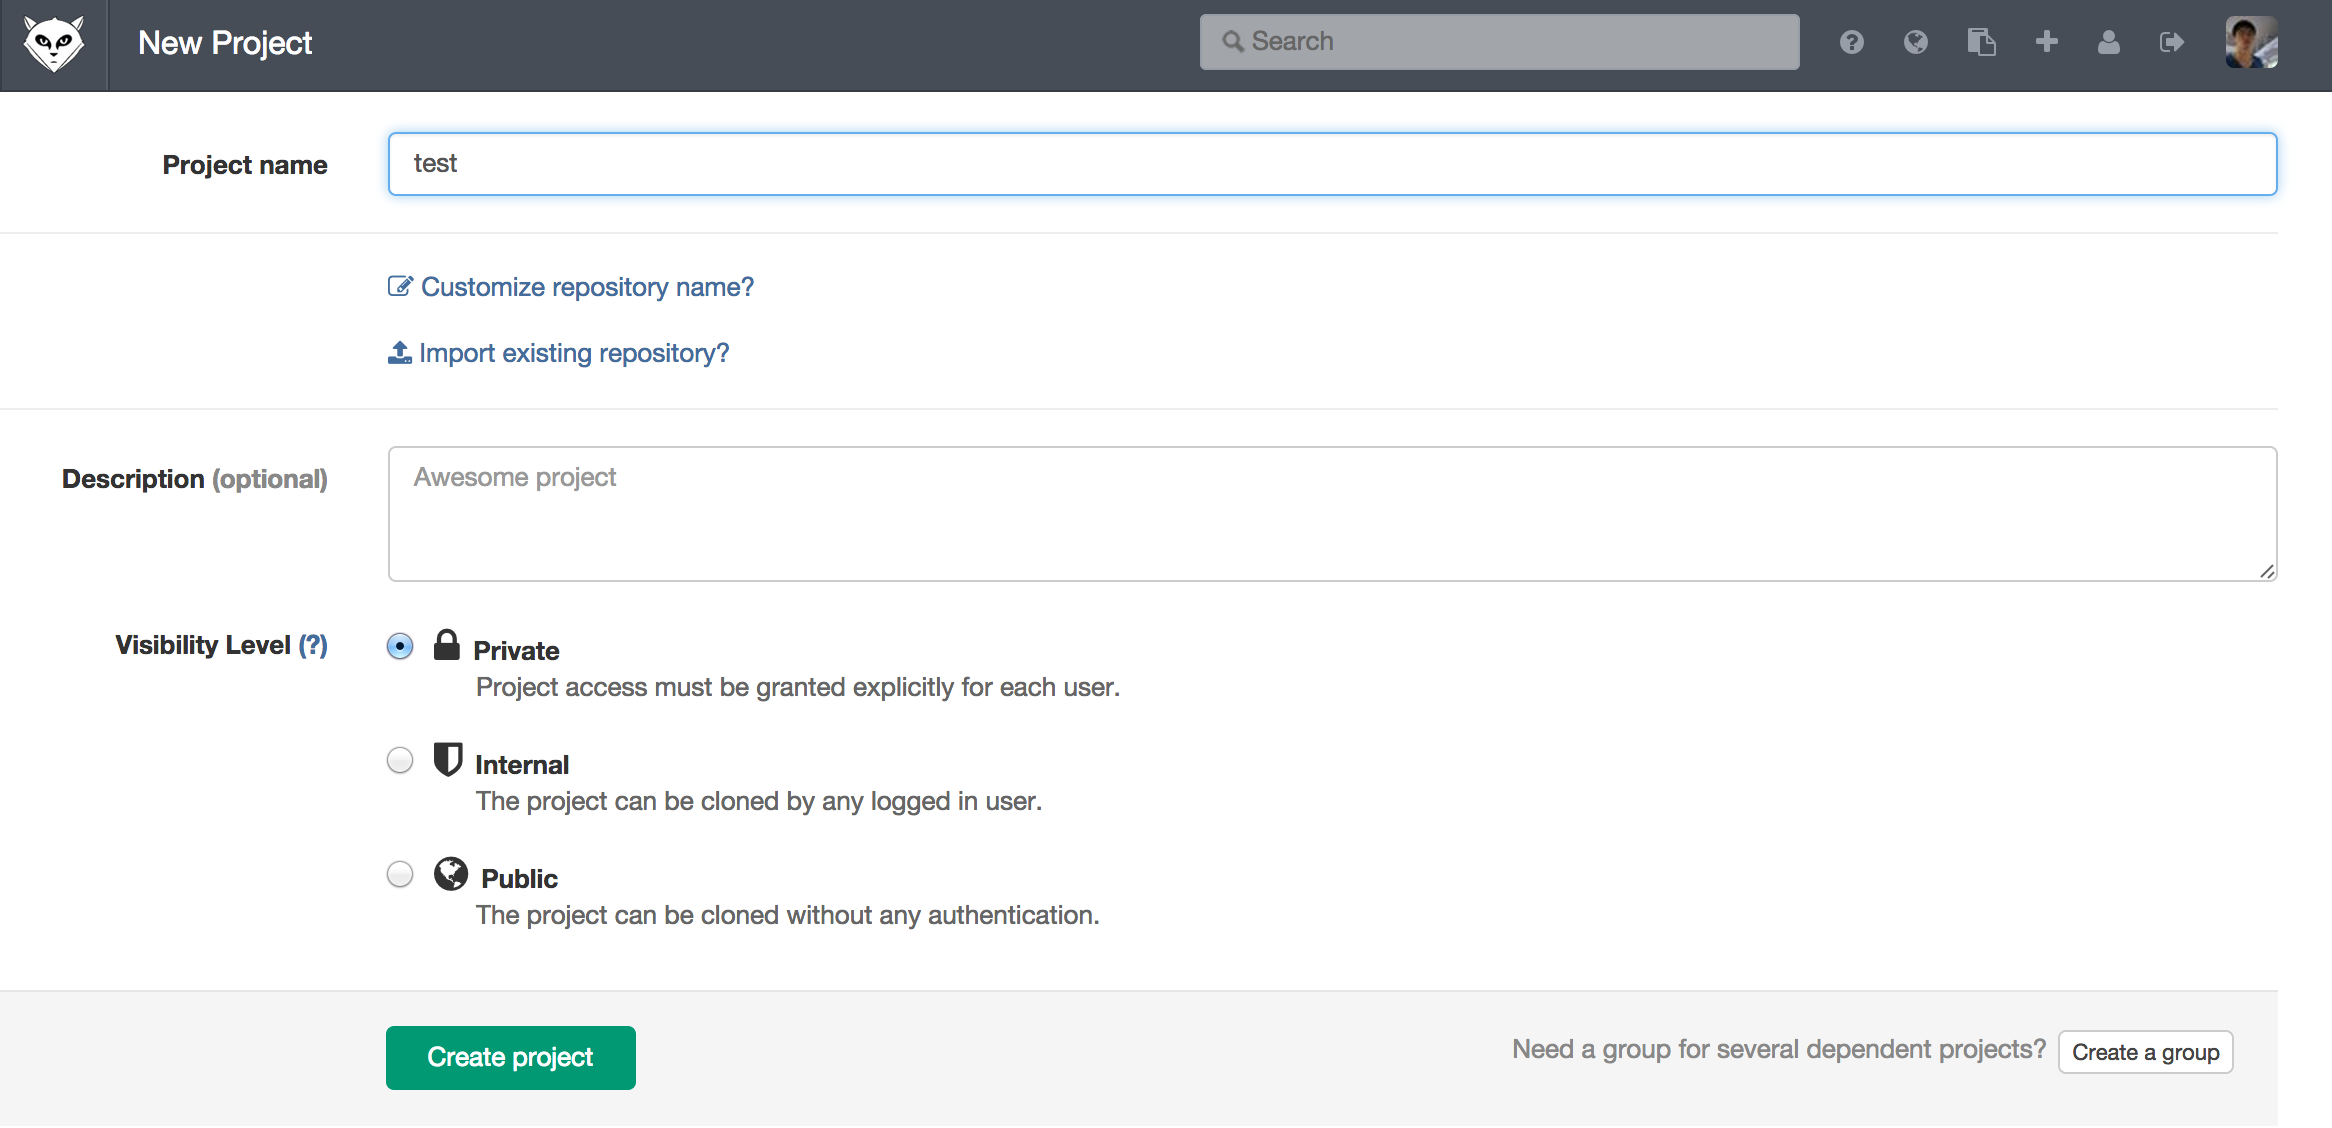 New Project
Search
Project name
test
Customize repository name?
Import existing repository?
Description (optional)
Awesome project
Visibility Level (?)
Private
Project access must be granted explicitly for each user.
Internal
The project can be cloned by any logged in user.
Public
The project can be cloned without any authentication.
Create project
Need a group for several dependent projects?
Create a group